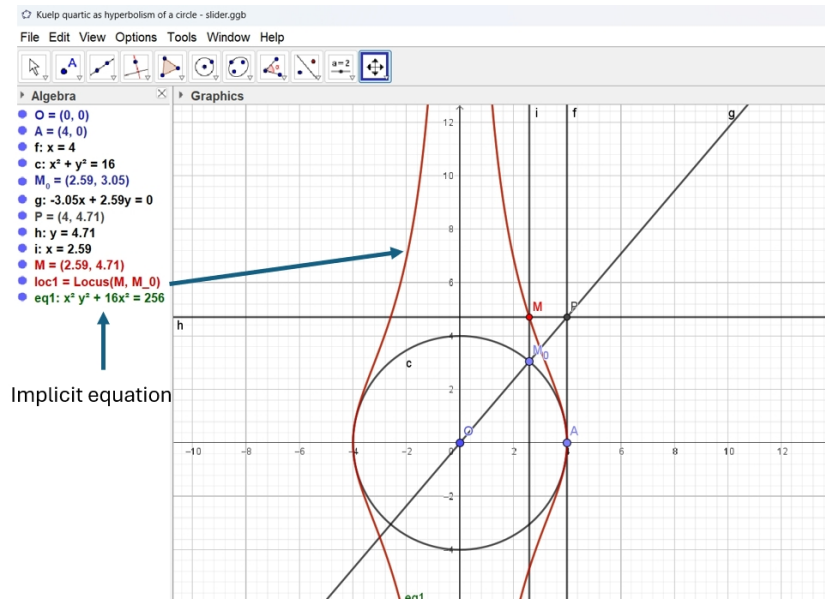 Kuelp quartic as hyperbolism of a circle - slider.ggb
File Edit View Options Tools Window Help
A
a=2
Algebra
Graphics
O = (0, 0)
A = (4, 0)
f: x = 4
c: x² + y² = 16
M₀ = (2.59, 3.05)
g: -3.05x + 2.59y = 0
P = (4, 4.71)
h: y = 4.71
i: x = 2.59
M = (2.59, 4.71)
loc1 = Locus(M, M_0)
eq1: x² y² + 16x² = 256
Implicit equation
i
f
g
12
10
8
6
M
P
h
4
M₀
c
2
O
A
−10
−8
−6
−4
−2
0
2
4
6
8
10
12
−2
−4
eq1